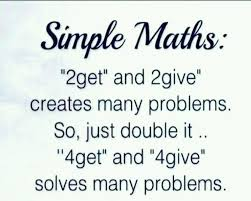 Simple Maths:
"2get" and 2give"
creates many problems.
So, just double it ..
"4get" and "4give"
solves many problems.